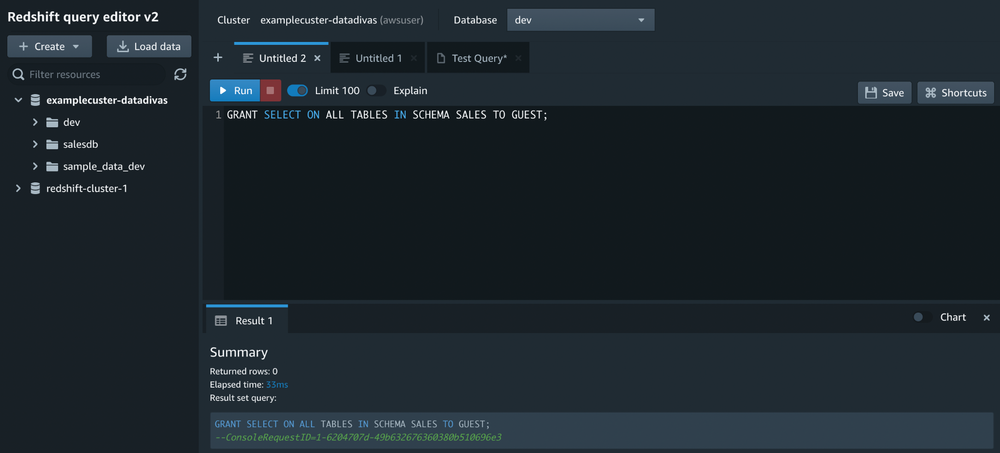 Redshift query editor v2
Create
Load data
Filter resources
examplecuster-datadivas
dev
salesdb
sample_data_dev
redshift-cluster-1
Cluster examplecuster-datadivas (awsuser) Database dev
Untitled 2 Untitled 1 Test Query*
Run Limit 100 Explain Save Shortcuts
1 GRANT SELECT ON ALL TABLES IN SCHEMA SALES TO GUEST;
Result 1 Chart
Summary
Returned rows: 0
Elapsed time: 33ms
Result set query:
GRANT SELECT ON ALL TABLES IN SCHEMA SALES TO GUEST;
--ConsoleRequestID=1-6204707d-49b632676360380b510696e3